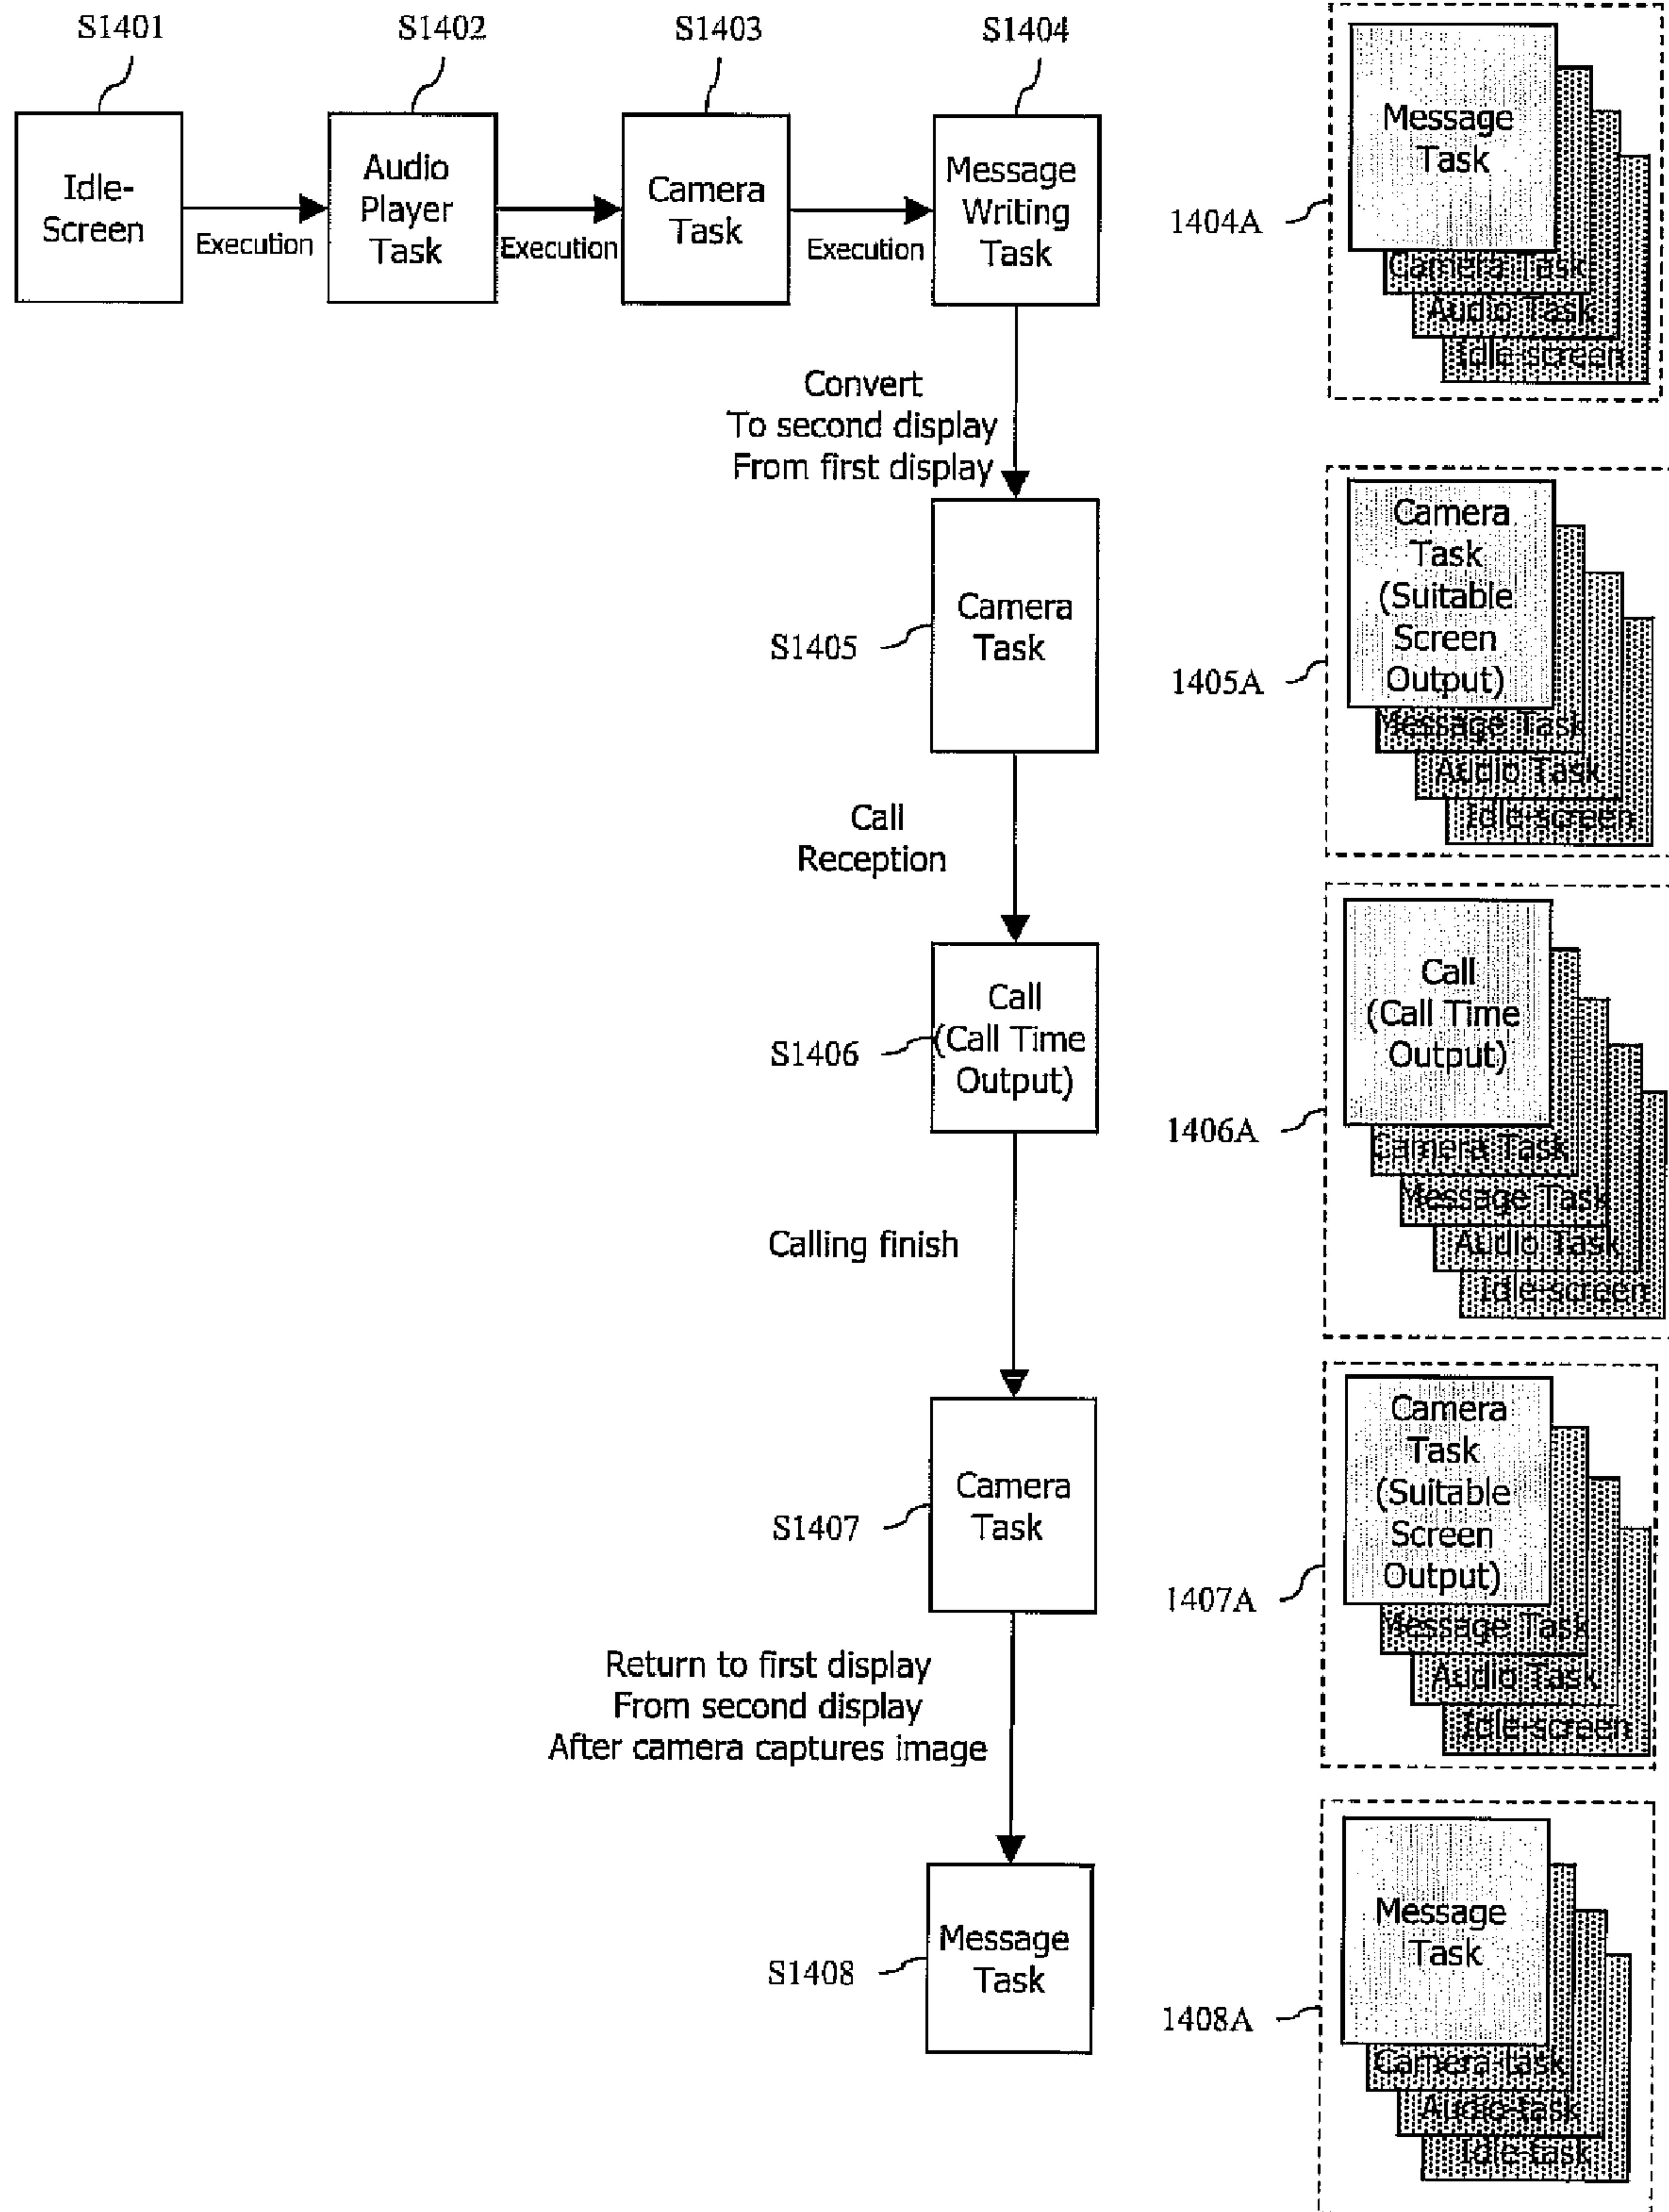 S1401
S1402
S1403
S1404
Idle-
Screen
Execution
Audio
Player
Task
Execution
Camera
Task
Execution
Message
Writing
Task
1404A
Message
Task
Camera Task
Audio Task
Idle-screen
Convert
To second display
From first display
S1405
Camera
Task
1405A
Camera
Task
(Suitable
Screen
Output)
Message Task
Audio Task
Idle-screen
Call
Reception
S1406
Call
(Call Time
Output)
1406A
Call
(Call Time
Output)
Camera Task
Message Task
Audio Task
Idle-screen
Calling finish
S1407
Camera
Task
1407A
Camera
Task
(Suitable
Screen
Output)
Message Task
Audio Task
Idle-screen
Return to first display
From second display
After camera captures image
S1408
Message
Task
1408A
Message
Task
Camera-task
Audio-task
Idle-task